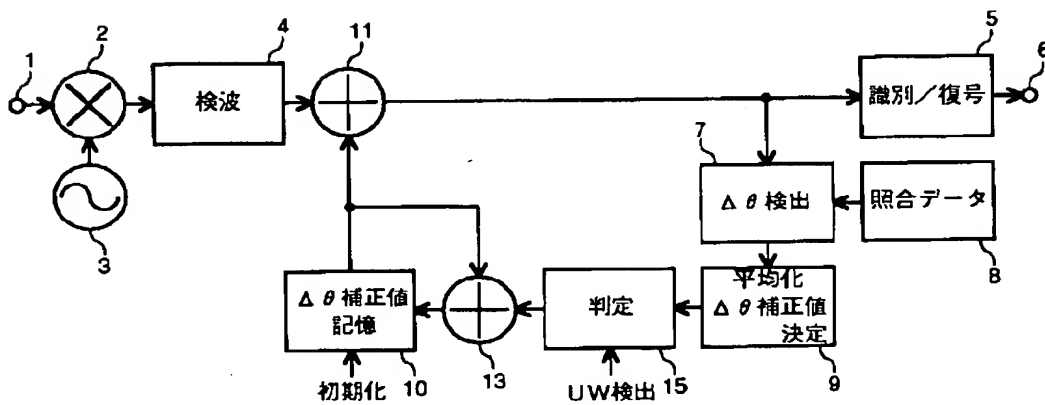 1
2
3
4
検波
11
5
識別／復号
6
7
Δθ検出
照合データ
8
Δθ補正値
記憶
10
初期化
13
判定
15
UW検出
平均化
Δθ補正値
決定
9